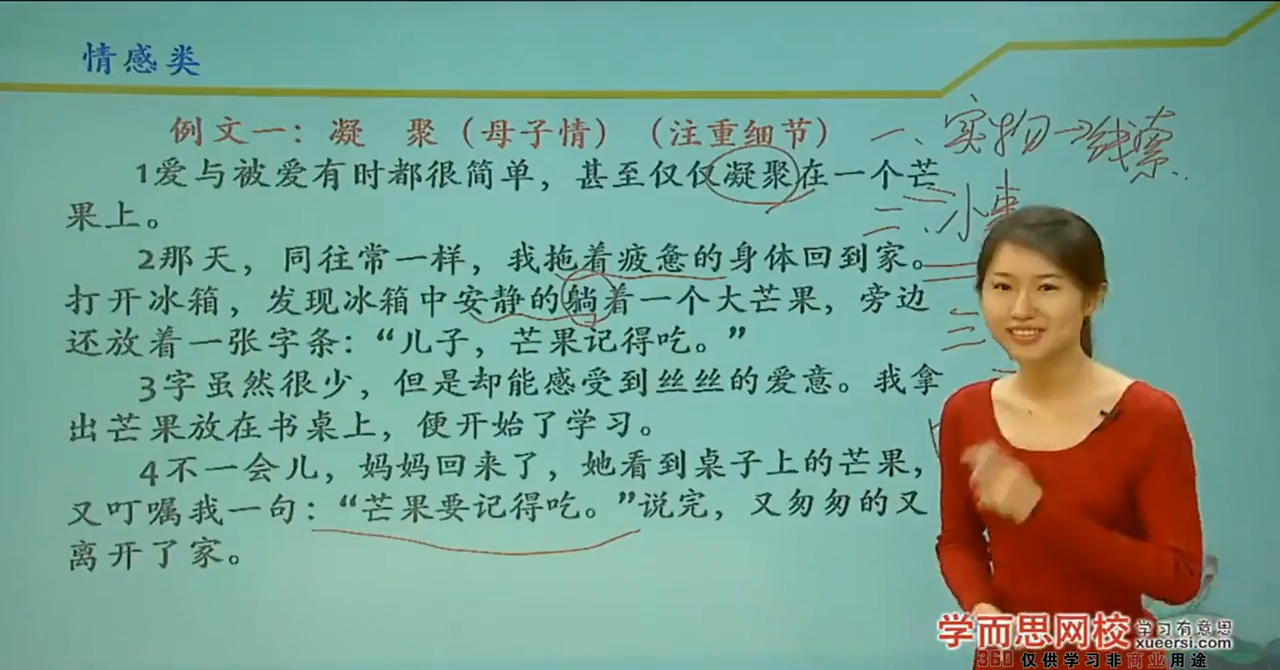 情感类
例文一：凝 聚（母子情）（注重细节）
1爱与被爱有时都很简单，甚至仅仅凝聚在一个芒
果上。
2那天，同往常一样，我拖着疲惫的身体回到家。
打开冰箱，发现冰箱中安静的躺着一个大芒果，旁边
还放着一张字条：“儿子，芒果记得吃。”
3字虽然很少，但是却能感受到丝丝的爱意。我拿
出芒果放在书桌上，便开始了学习。
4不一会儿，妈妈回来了，她看到桌子上的芒果，
又叮嘱我一句：“芒果要记得吃。”说完，又匆匆的又
离开了家。
一、实物→线索
二、小
三
学而思网校
学习有意思
xueersi.com
360 仅供学习非商业用途